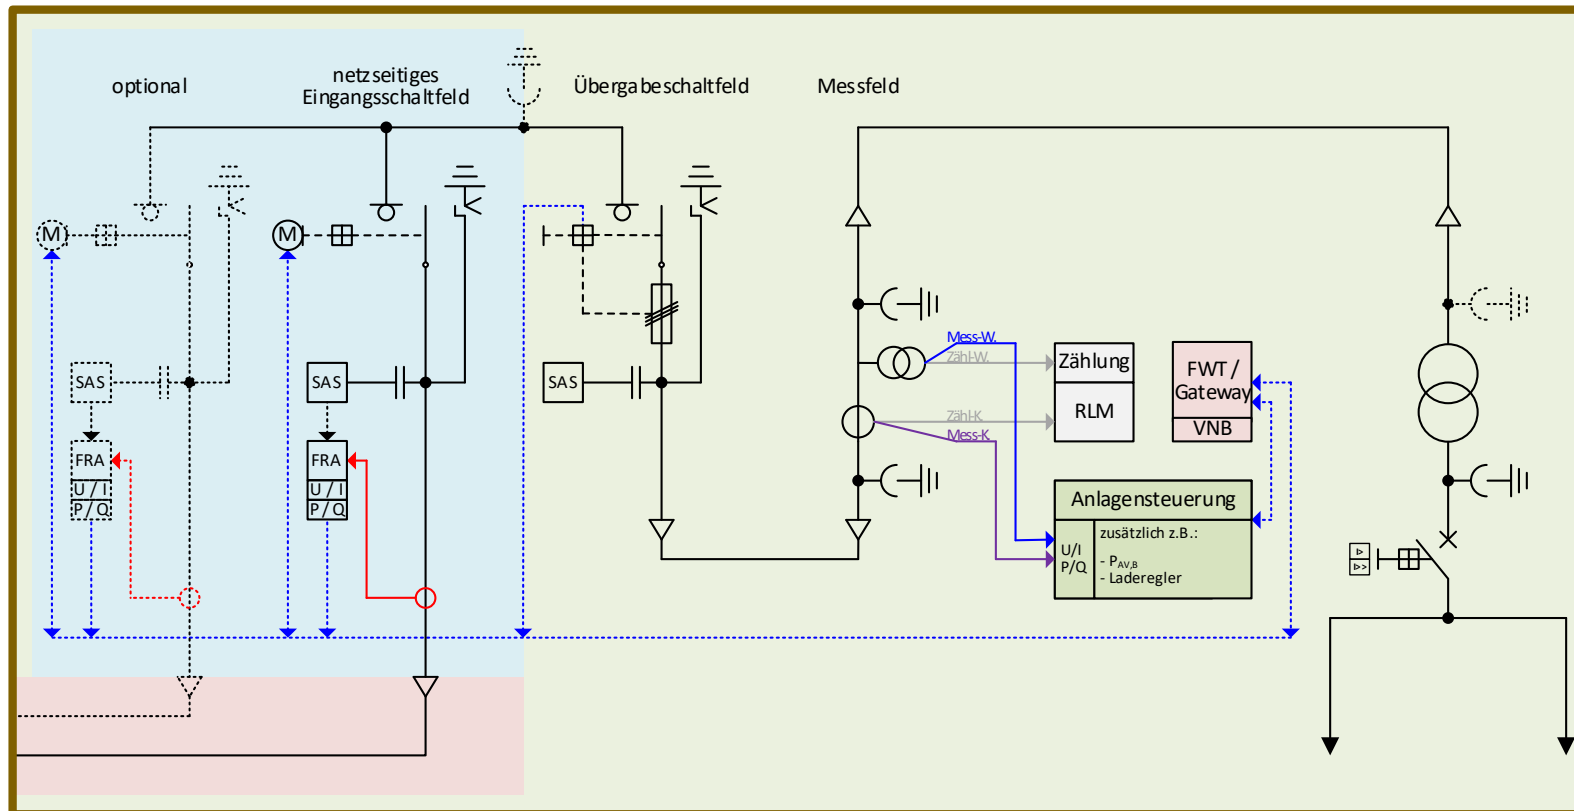 optional
netzseitiges
Eingangsschaltfeld
Übergabeschaltfeld
Messfeld
M
M
SAS
SAS
SAS
FRA
U / I
P / Q
FRA
U / I
P / Q
Mess-W.
Zähl-W.
Zähl-K.
Mess-K.
Zählung
RLM
FWT /
Gateway
VNB
Anlagensteuerung
U/I
P/Q
zusätzlich z.B.:
- PAV,B
- Laderegler